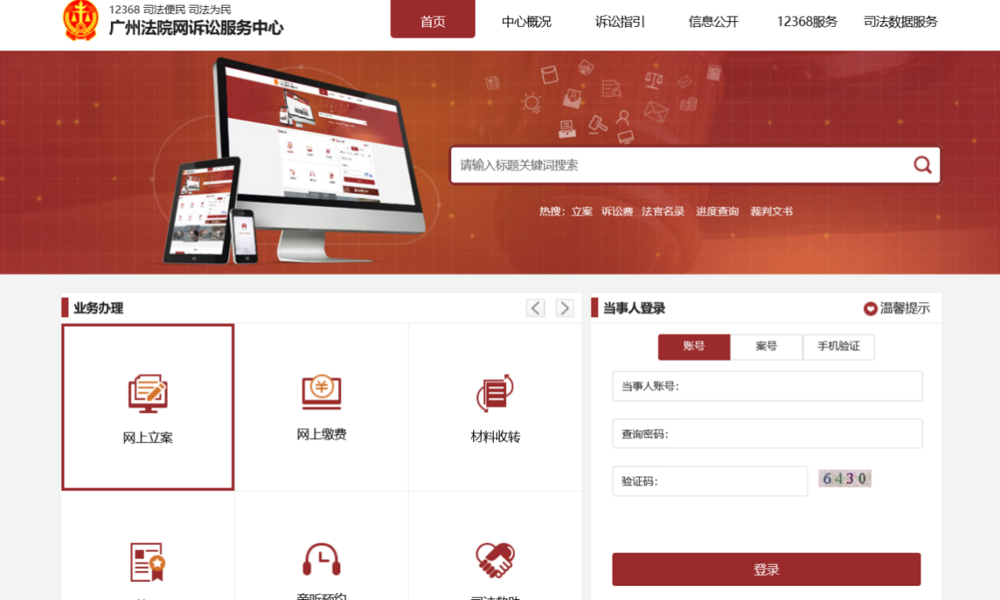 12368 司法便民 司法为民
广州法院网诉讼服务中心
首页 中心概况 诉讼指引 信息公开 12368服务 司法数据服务
请输入标题关键词搜索
热搜： 立案 诉讼费 法官名录 进度查询 裁判文书
业务办理
网上立案 网上缴费 材料收转
旁听预约 司法救助
当事人登录 温馨提示
账号 案号 手机验证
当事人账号：
查询密码：
验证码： 6430
登录